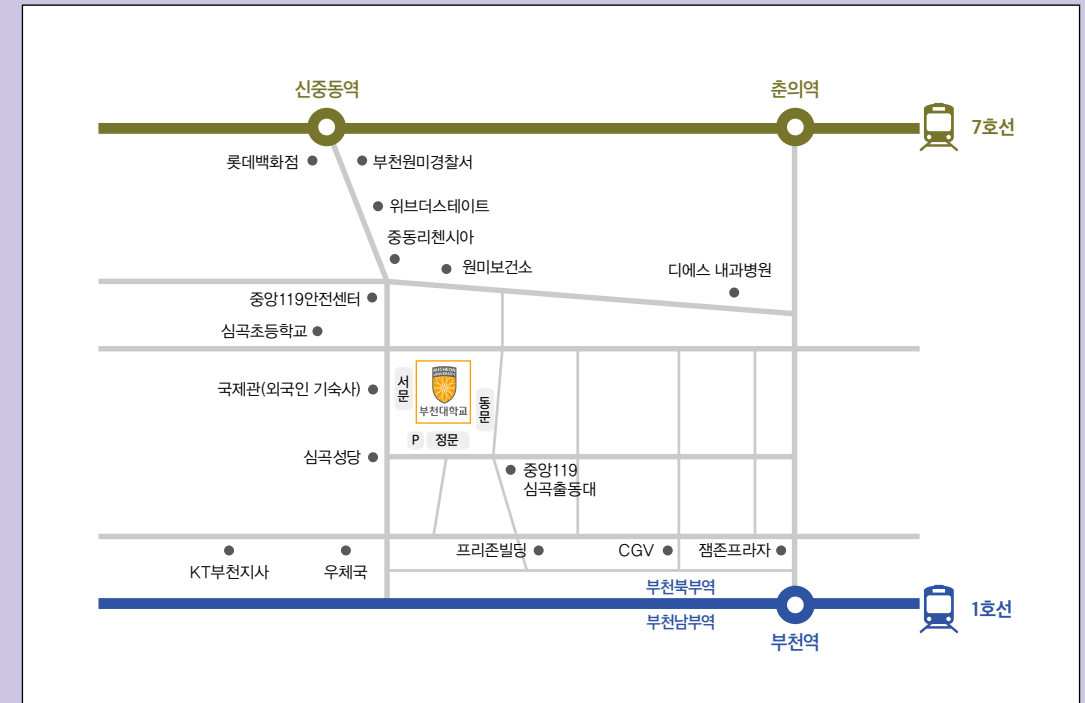 신중동역
춘의역
7호선
롯데백화점
부천원미경찰서
위브더스테이트
중동리첸시아
원미보건소
디에스 내과병원
중앙119안전센터
심곡초등학교
국제관(외국인 기숙사)
서문
BUCHEON
UNIVERSITY
부천대학교
동문
P
정문
심곡성당
중앙119
심곡출동대
프리존빌딩
CGV
잼존프라자
KT부천지사
우체국
부천북부역
1호선
부천남부역
부천역